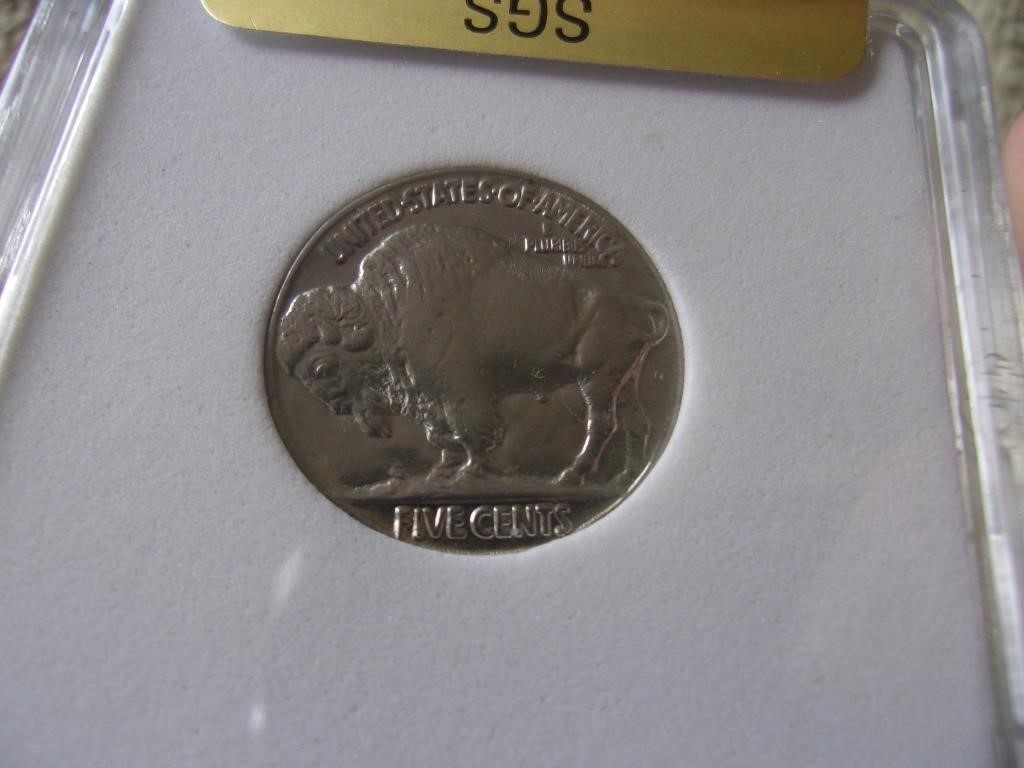 SGS
UNITED STATES OF AMERICA
E
PLURIBUS
UNUM
FIVE CENTS